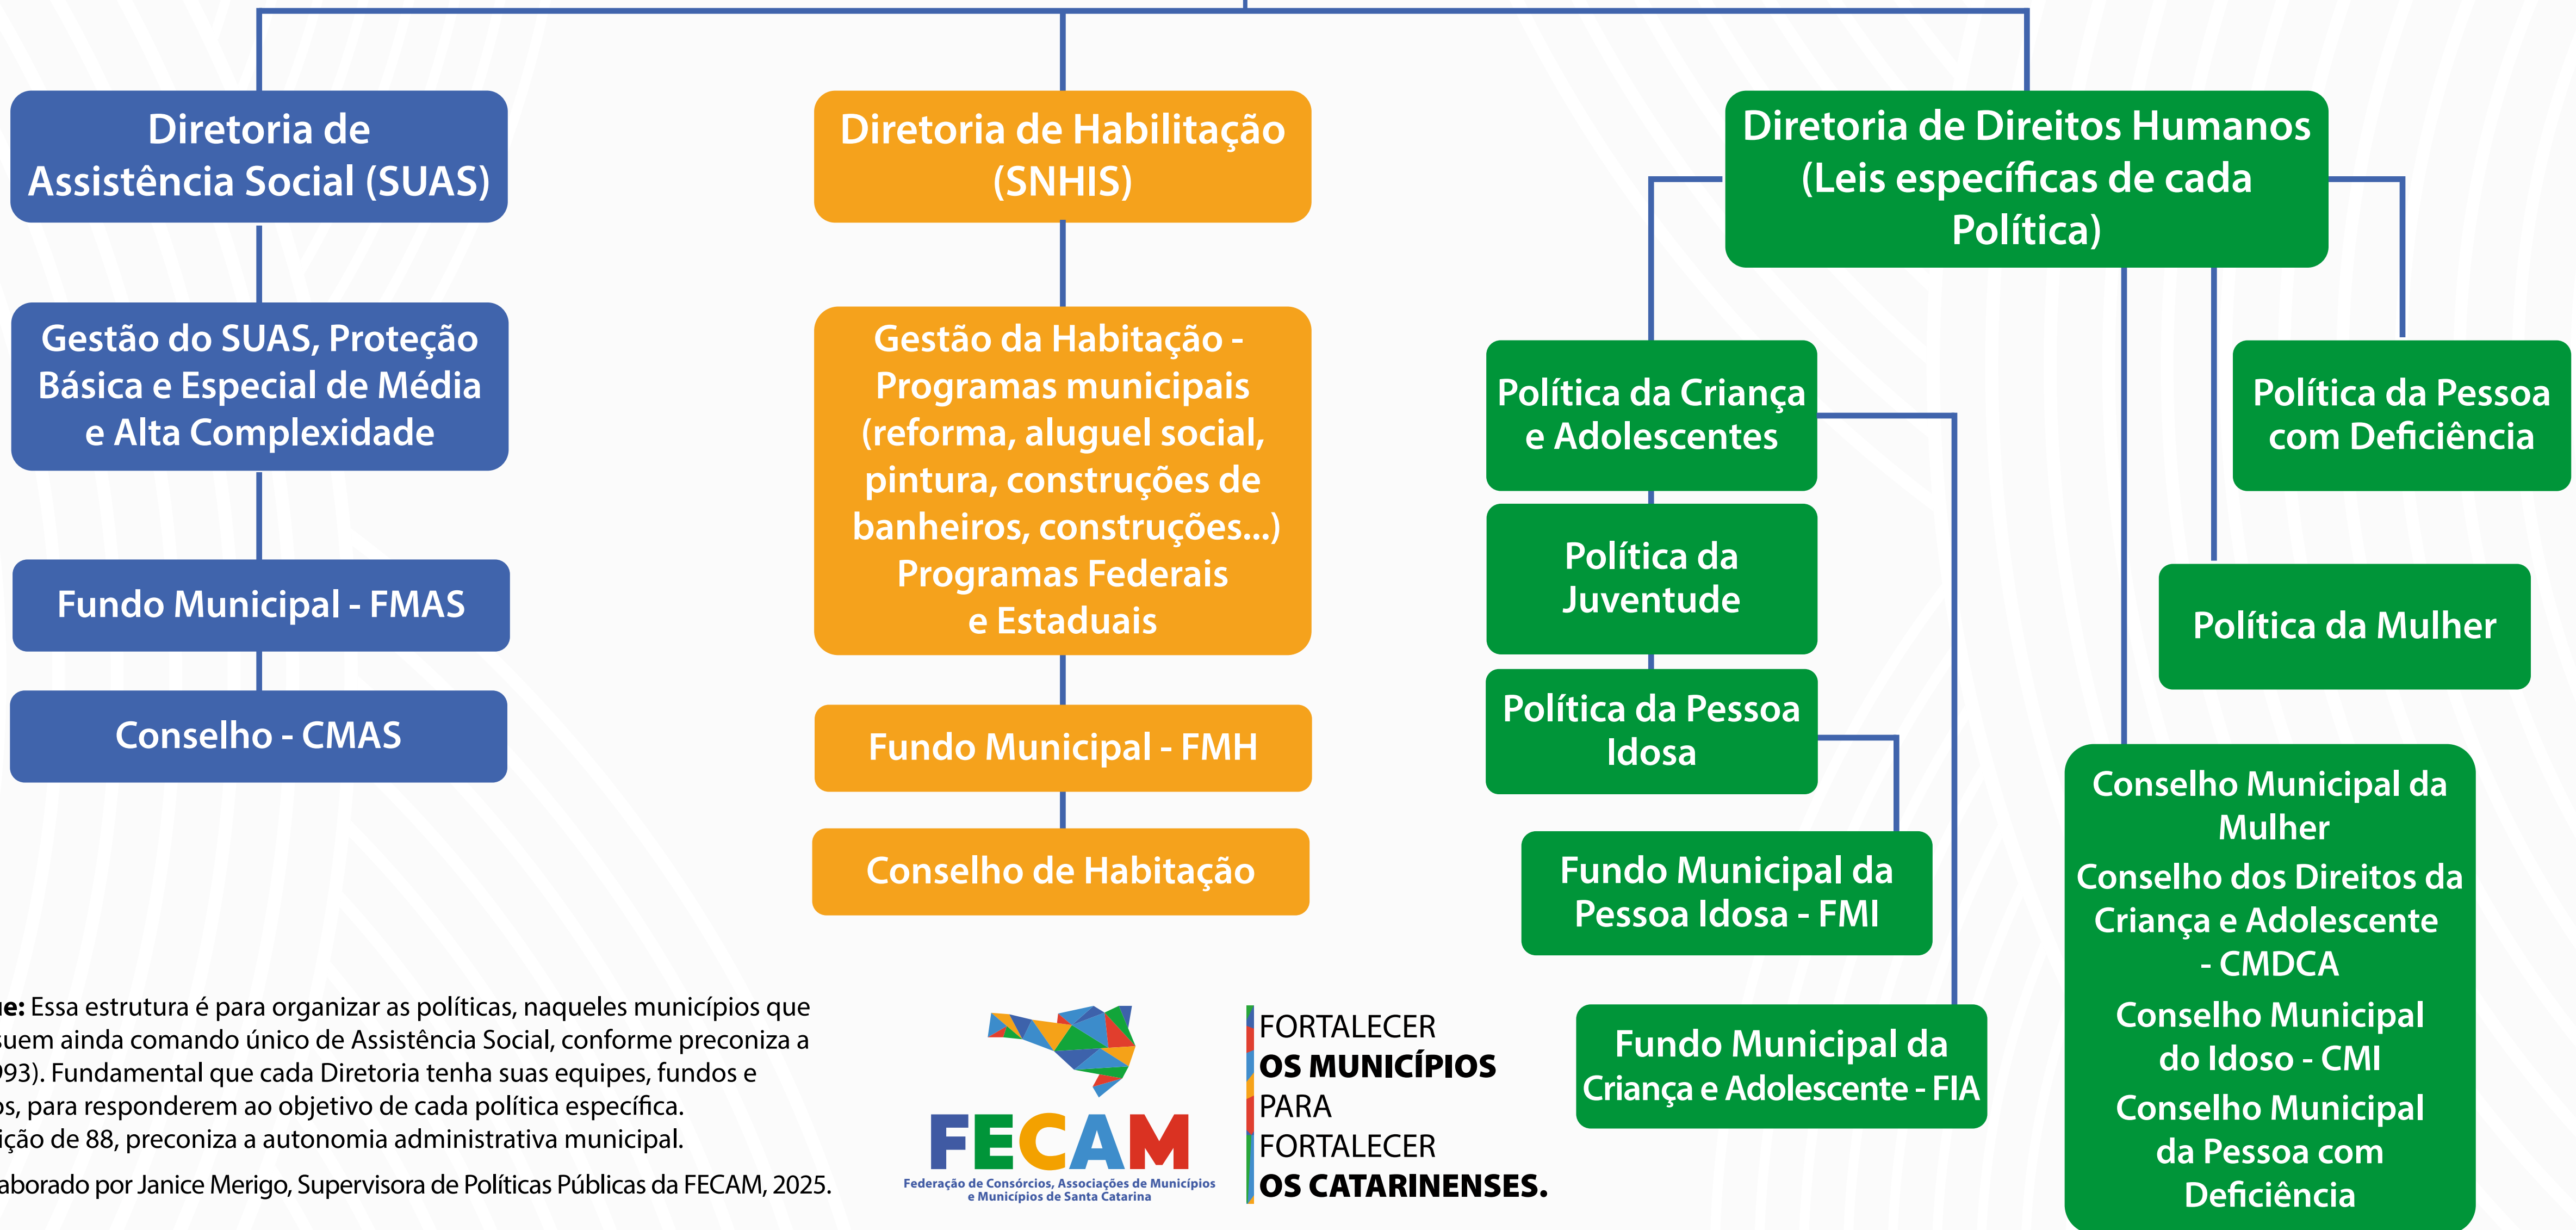 Diretoria de
Assistência Social (SUAS)
Gestão do SUAS, Proteção
Básica e Especial de Média
e Alta Complexidade
Fundo Municipal - FMAS
Conselho - CMAS
Diretoria de Habilitação
(SNHIS)
Gestão da Habitação -
Programas municipais
(reforma, aluguel social,
pintura, construções de
banheiros, construções...)
Programas Federais
e Estaduais
Fundo Municipal - FMH
Conselho de Habitação
Diretoria de Direitos Humanos
(Leis específicas de cada
Política)
Política da Criança
e Adolescentes
Política da
Juventude
Política da Pessoa
Idosa
Fundo Municipal da
Pessoa Idosa - FMI
Fundo Municipal da
Criança e Adolescente - FIA
Política da Pessoa
com Deficiência
Política da Mulher
Conselho Municipal da
Mulher
Conselho dos Direitos da
Criança e Adolescente
- CMDCA
Conselho Municipal
do Idoso - CMI
Conselho Municipal
da Pessoa com
Deficiência
Essa estrutura é para organizar as políticas, naqueles municípios que
ainda comando único de Assistência Social, conforme preconiza a
Fundamental que cada Diretoria tenha suas equipes, fundos e
para responderem ao objetivo de cada política específica.
de 88, preconiza a autonomia administrativa municipal.
por Janice Merigo, Supervisora de Políticas Públicas da FECAM, 2025.
FECAM
Federação de Consórcios, Associações de Municípios
e Municípios de Santa Catarina
FORTALECER
OS MUNICÍPIOS
PARA
FORTALECER
OS CATARINENSES.